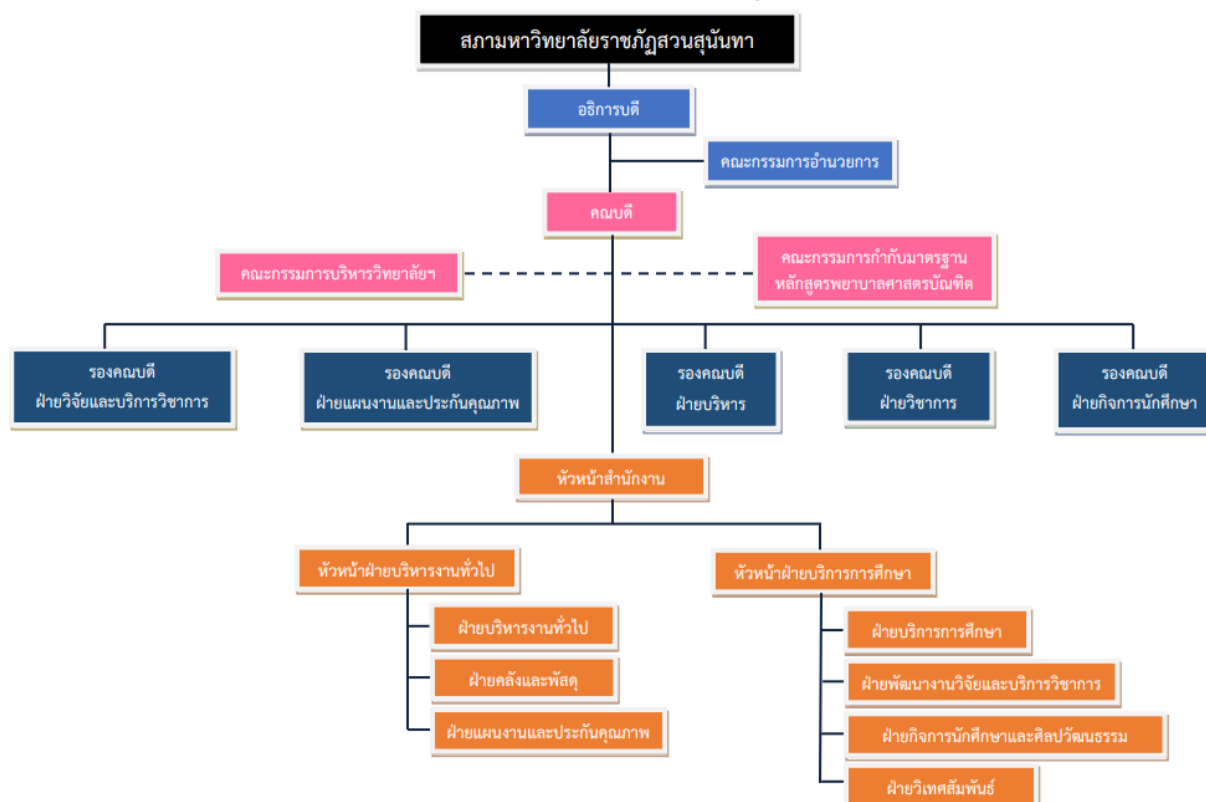 สภามหาวิทยาลัยราชภัฏสวนสุนันทา
อธิการบดี
คณะกรรมการอำนวยการ
คณบดี
คณะกรรมการบริหารวิทยาลัยฯ
คณะกรรมการกำกับมาตรฐาน
หลักสูตรพยาบาลศาสตรบัณฑิต
รองคณบดี
ฝ่ายวิจัยและบริการวิชาการ
รองคณบดี
ฝ่ายแผนงานและประกันคุณภาพ
รองคณบดี
ฝ่ายบริหาร
รองคณบดี
ฝ่ายวิชาการ
รองคณบดี
ฝ่ายกิจการนักศึกษา
หัวหน้าสำนักงาน
หัวหน้าฝ่ายบริหารงานทั่วไป
ฝ่ายบริหารงานทั่วไป
ฝ่ายคลังและพัสดุ
ฝ่ายแผนงานและประกันคุณภาพ
หัวหน้าฝ่ายบริการการศึกษา
ฝ่ายบริการการศึกษา
ฝ่ายพัฒนางานวิจัยและบริการวิชาการ
ฝ่ายกิจการนักศึกษาและศิลปวัฒนธรรม
ฝ่ายวิเทศสัมพันธ์